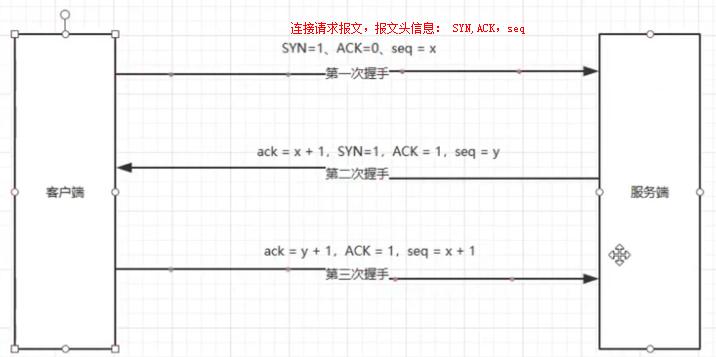 连接请求报文，报文头信息： SYN,ACK，seq
SYN=1、ACK=0、seq = x
第一次握手
ack = x + 1，SYN=1，ACK = 1，seq = y
第二次握手
客户端
服务端
ack = y + 1，ACK = 1，seq = x + 1
第三次握手